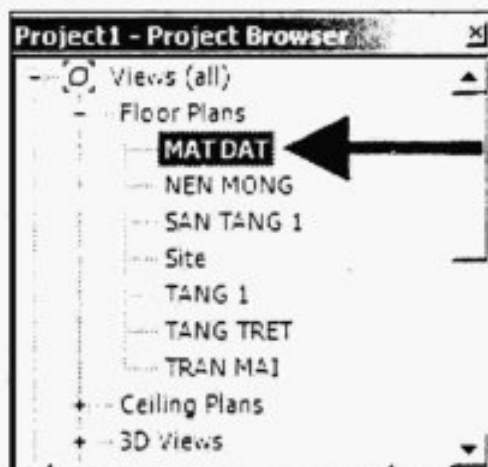 Project1 - Project Browser
Views (all)
Floor Plans
MAT DAT
NEN MONG
SAN TANG 1
Site
TANG 1
TANG TRET
TRAN MAI
Ceiling Plans
3D Views